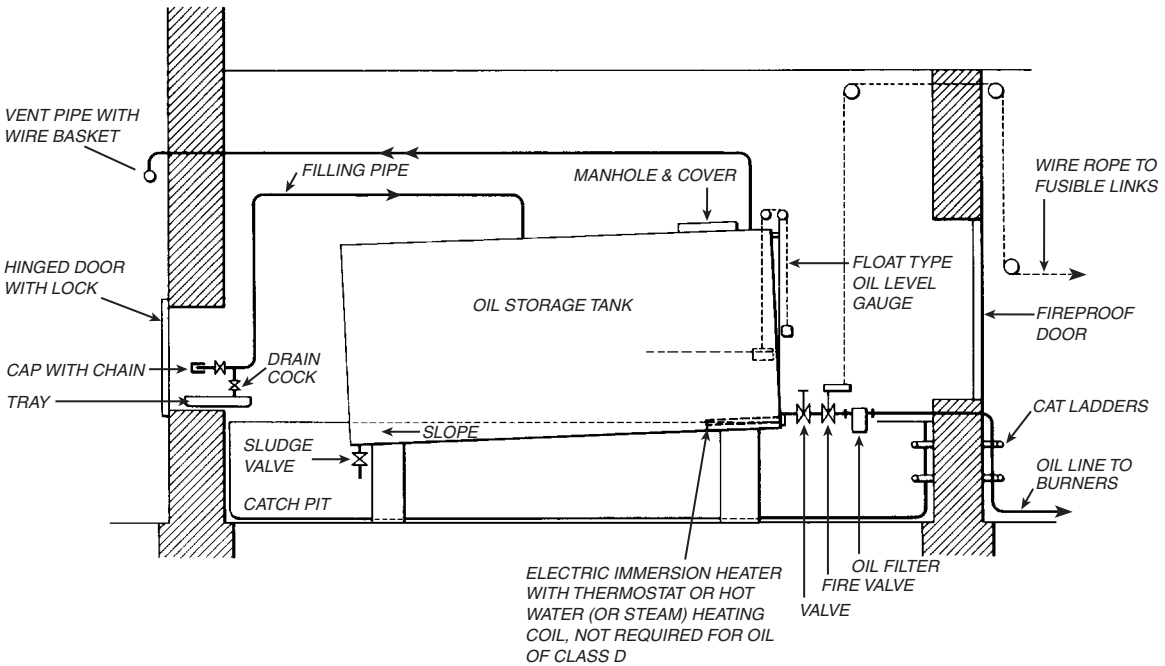 VENT PIPE WITH
WIRE BASKET
FILLING PIPE
MANHOLE & COVER
WIRE ROPE TO
FUSIBLE LINKS
HINGED DOOR
WITH LOCK
OIL STORAGE TANK
FLOAT TYPE
OIL LEVEL
GAUGE
FIREPROOF
DOOR
CAP WITH CHAIN
DRAIN
COCK
TRAY
SLOPE
CAT LADDERS
SLUDGE
VALVE
OIL LINE TO
BURNERS
CATCH PIT
ELECTRIC IMMERSION HEATER
WITH THERMOSTAT OR HOT
WATER (OR STEAM) HEATING
COIL, NOT REQUIRED FOR OIL
OF CLASS D
OIL FILTER
FIRE VALVE
VALVE